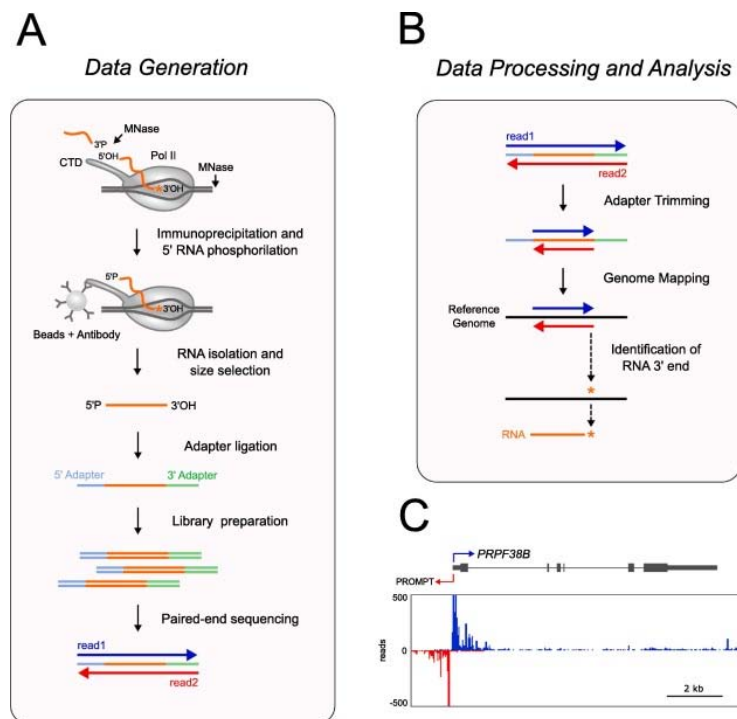 A
Data Generation
MNase
3'P
5'OH
Pol II
CTD
MNase
3'OH
Immunoprecipitation and
5' RNA phosphorilation
5'P
3'OH
Beads + Antibody
RNA isolation and
size selection
5'P
3'OH
Adapter ligation
5' Adapter
3' Adapter
Library preparation
Paired-end sequencing
read1
read2
B
Data Processing and Analysis
read1
read2
Adapter Trimming
Genome Mapping
Reference
Genome
Identification of
RNA 3' end
*
RNA
*
C
PRPF38B
PROMPT
500
0
-500
reads
2 kb